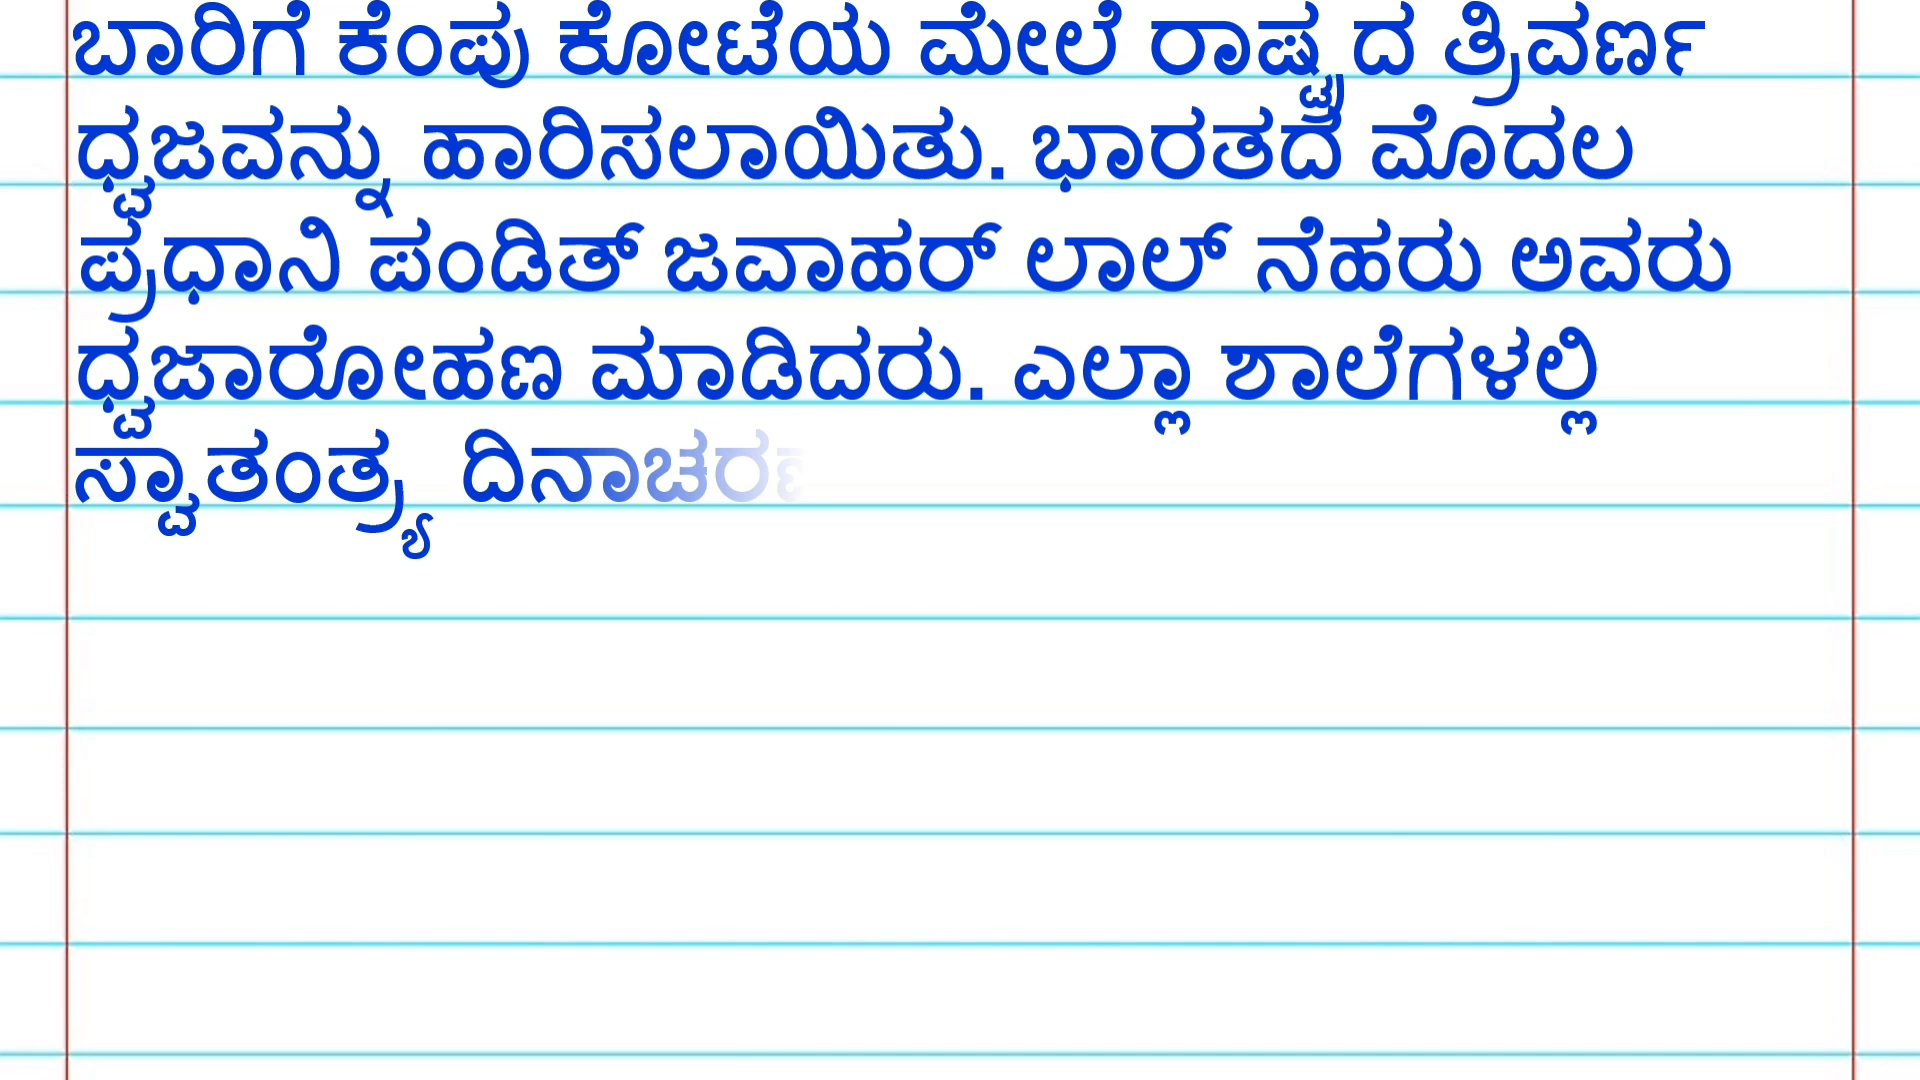 ಬಾರಿಗೆ ಕೆಂಪು ಕೋಟೆಯ ಮೇಲೆ ರಾಷ್ಟ್ರದ ತ್ರಿವರ್ಣ
ಧ್ವಜವನ್ನು ಹಾರಿಸಲಾಯಿತು. ಭಾರತದ ಮೊದಲ
ಪ್ರಧಾನಿ ಪಂಡಿತ್ ಜವಾಹರ್ ಲಾಲ್ ನೆಹರು ಅವರು
ಧ್ವಜಾರೋಹಣ ಮಾಡಿದರು. ಎಲ್ಲಾ ಶಾಲೆಗಳಲ್ಲಿ
ಸ್ವಾತಂತ್ರ್ಯ